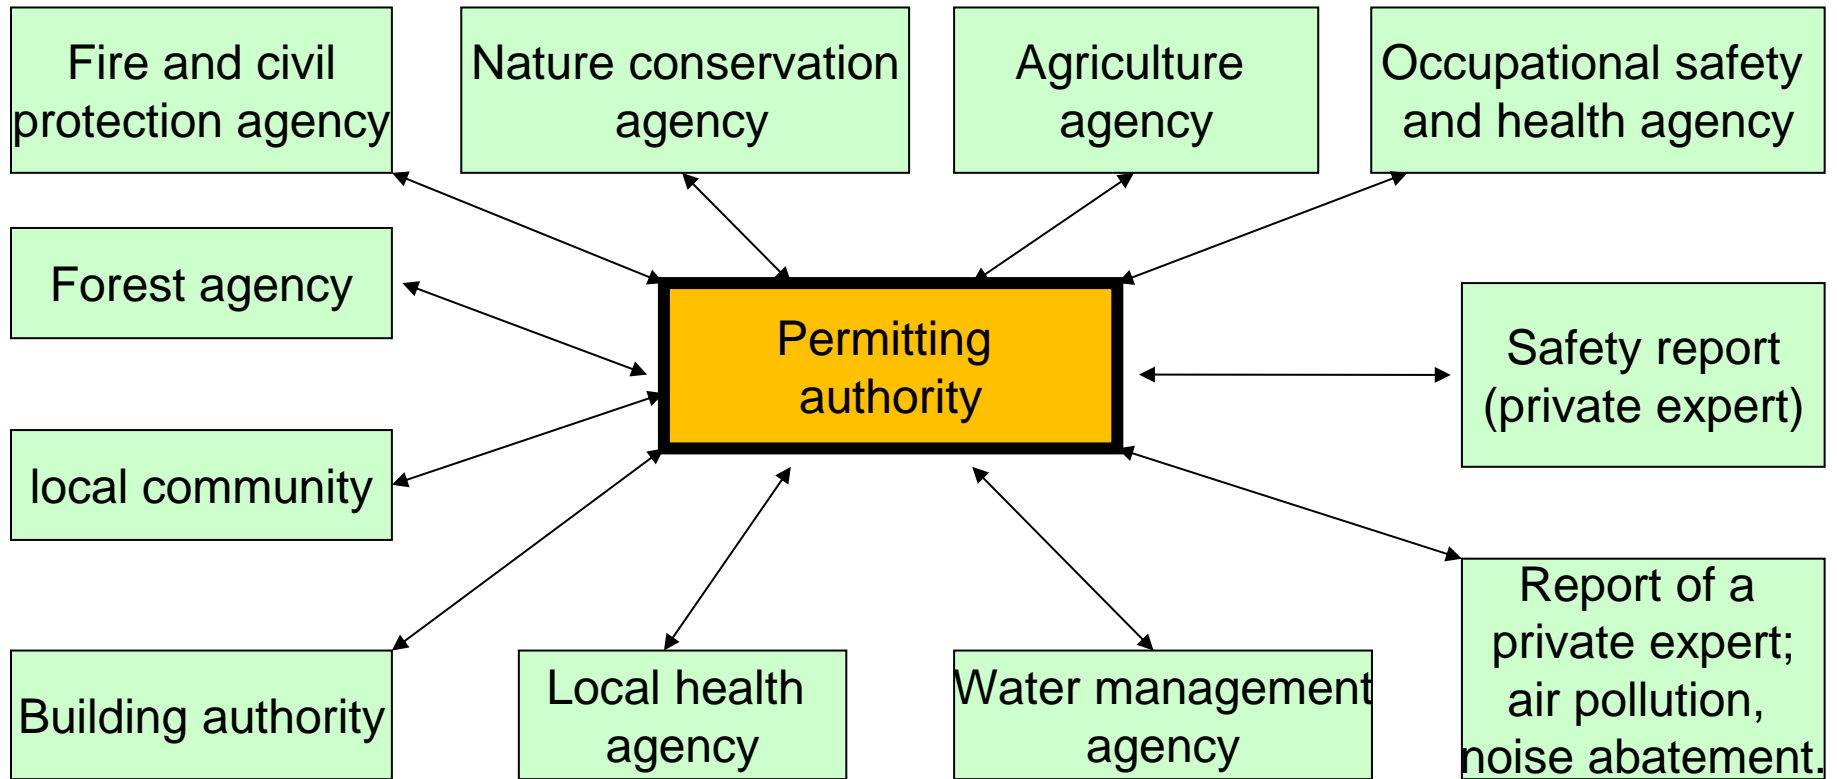 Fire and civil
protection agency
Nature conservation
agency
Agriculture
agency
Occupational safety
and health agency
Forest agency
Permitting
authority
Safety report
(private expert)
local community
Building authority
Local health
agency
Water management
agency
Report of a
private expert;
air pollution,
noise abatement.